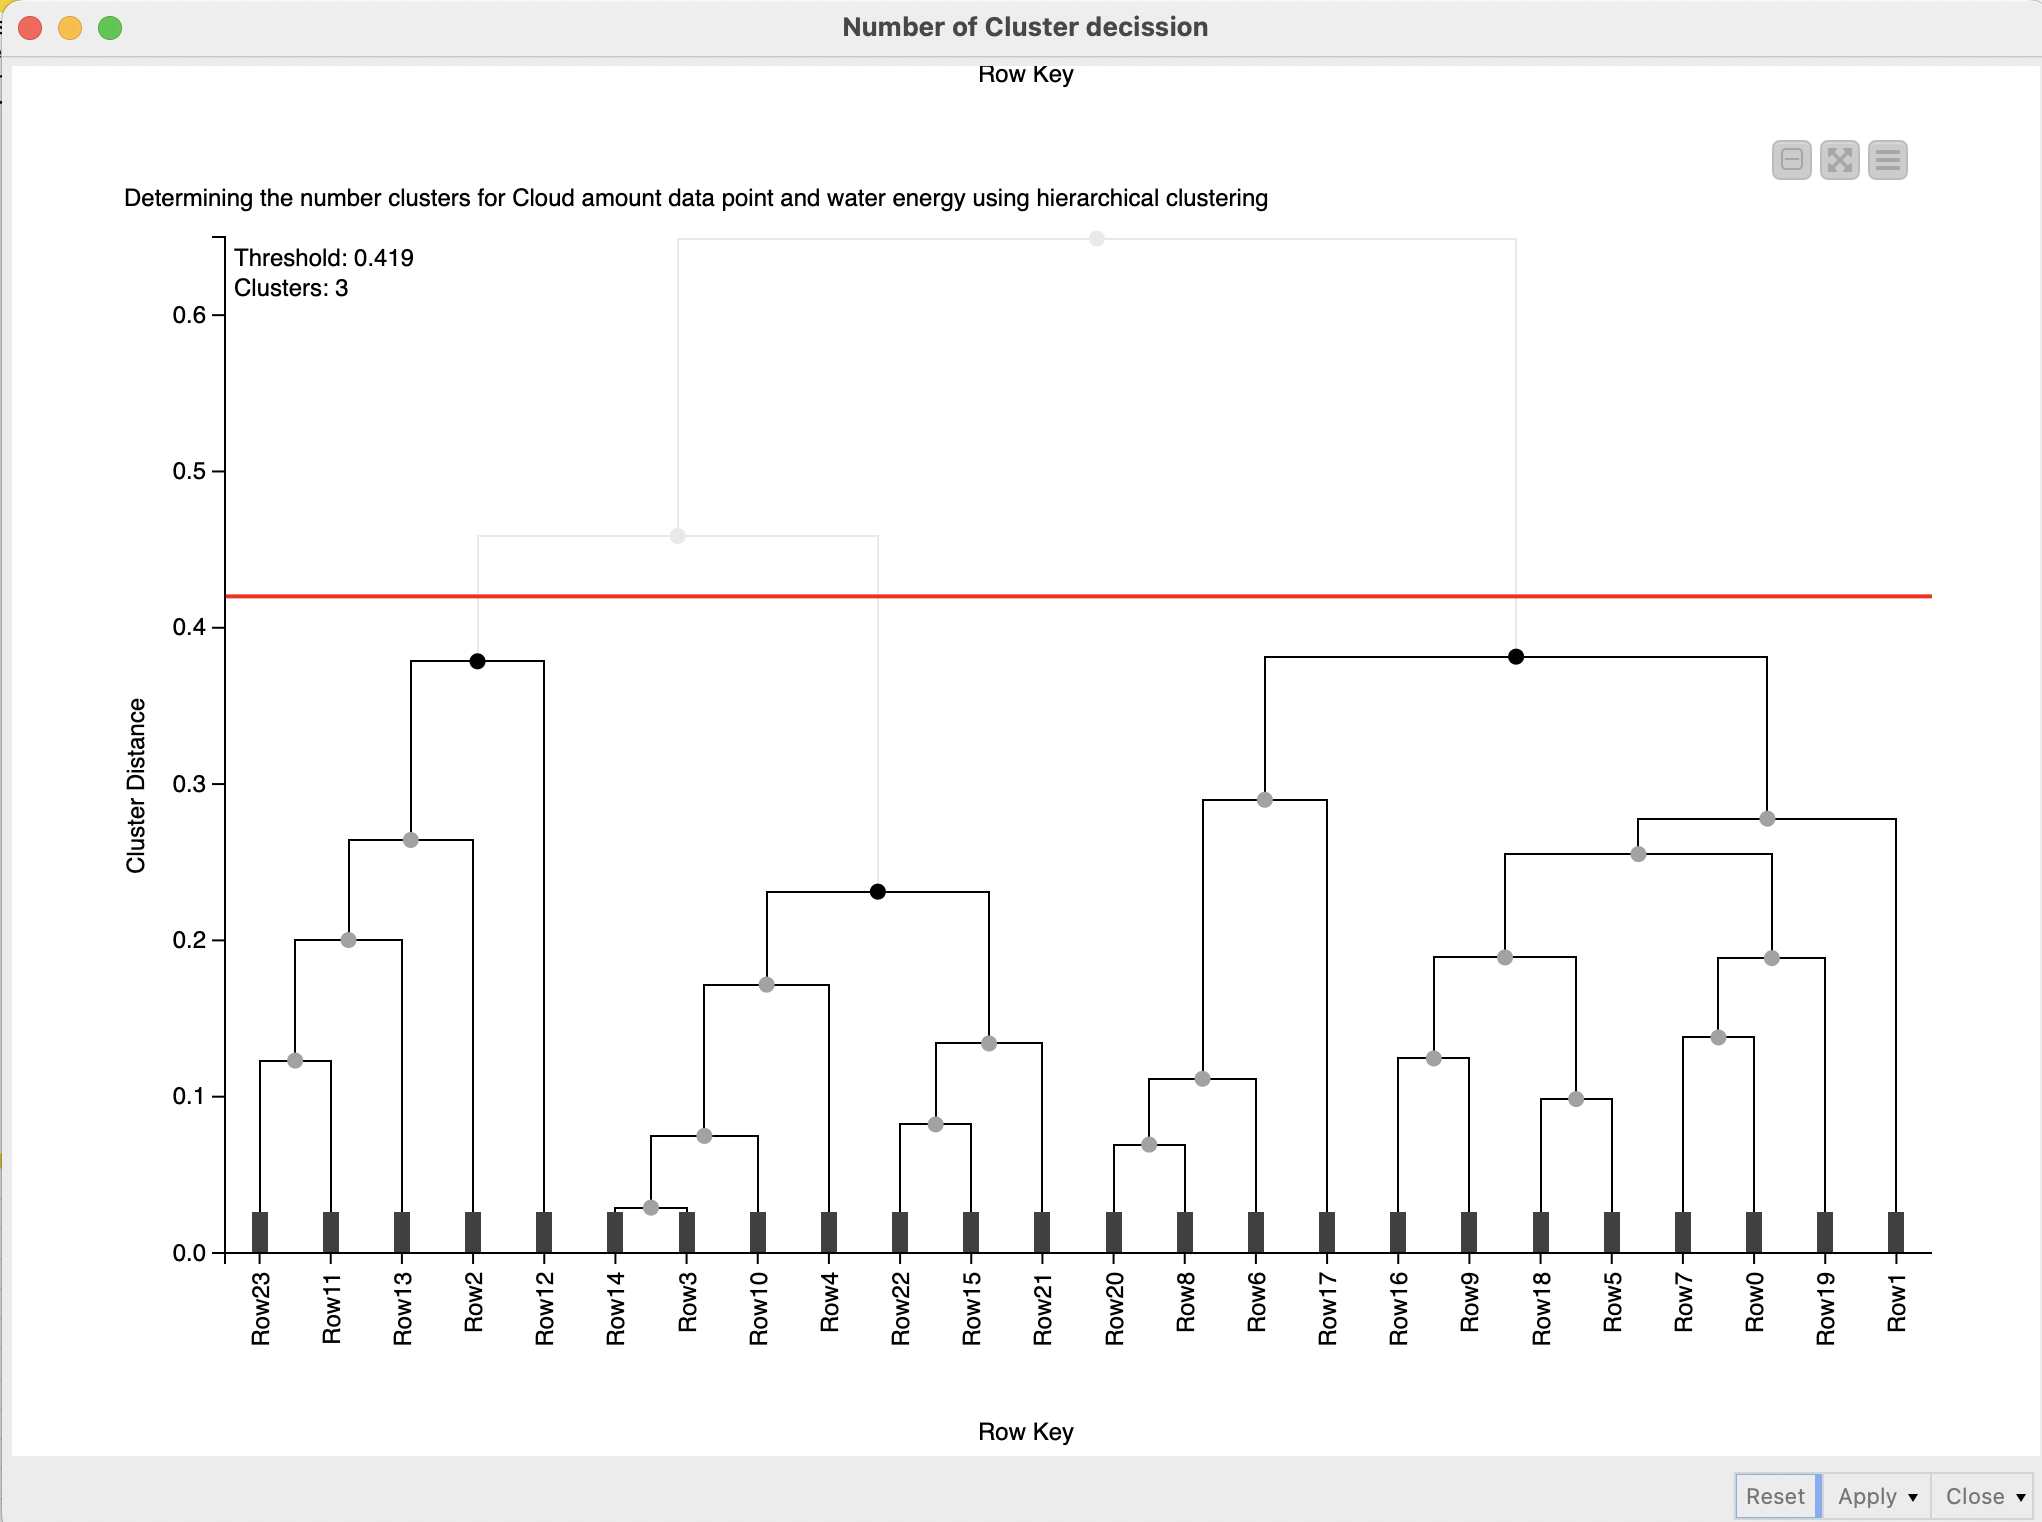 Number of Cluster decission
Row Key
Determining the number clusters for Cloud amount data point and water energy using hierarchical clustering
Threshold: 0.419
Clusters: 3
0.6
0.5
0.4
0.3
0.2
0.1
0.0
Cluster Distance
Row23
Row11
Row13
Row2
Row12
Row14
Row3
Row10
Row4
Row22
Row15
Row21
Row20
Row8
Row6
Row17
Row16
Row9
Row18
Row5
Row7
Row0
Row19
Row1
Row Key
Reset
Apply
Close